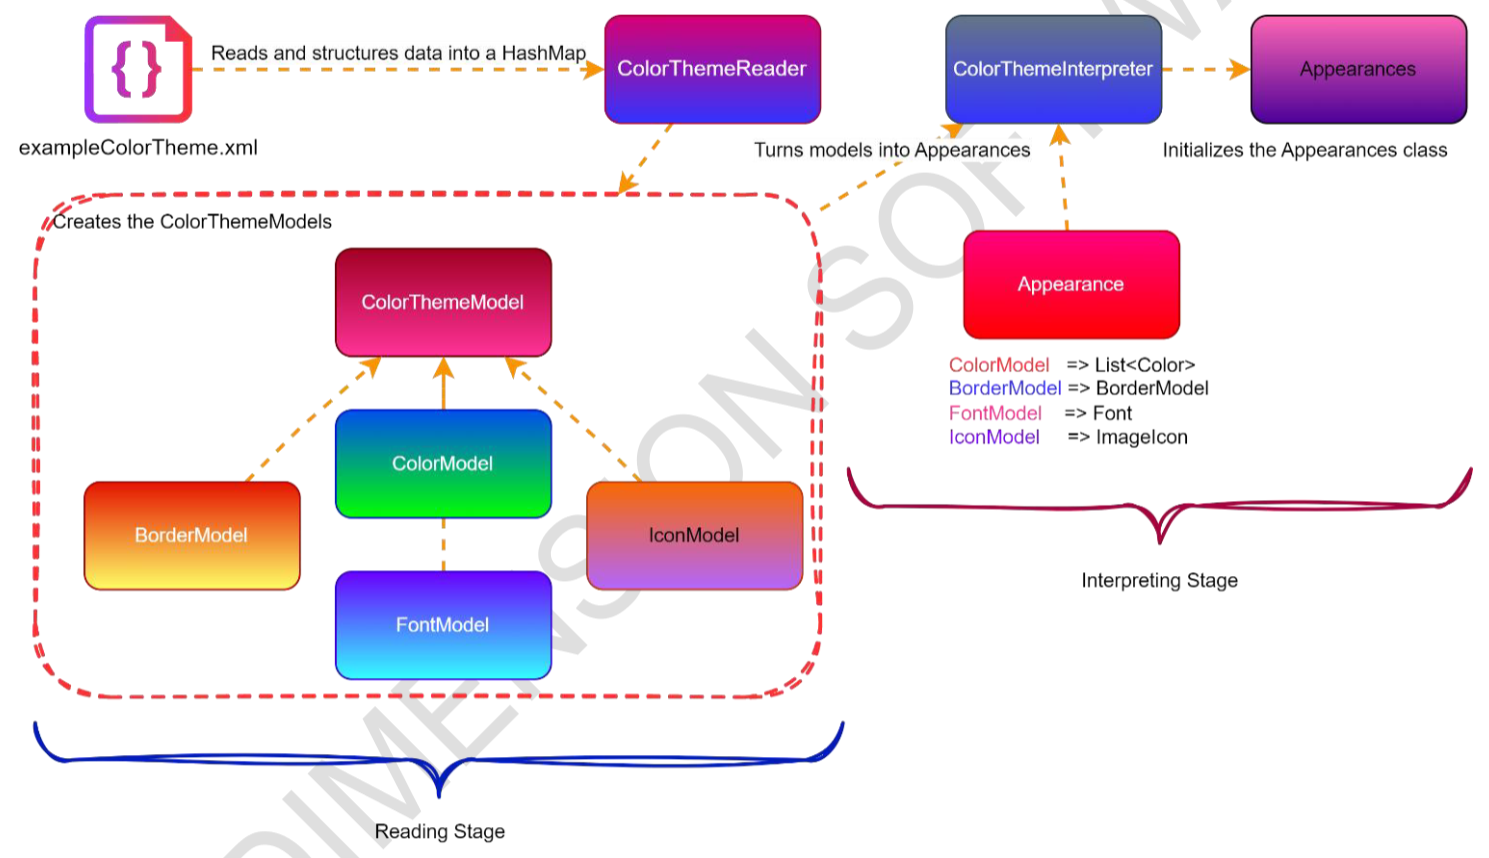 Reads and structures data into a HashMap
ColorThemeReader
ColorThemeInterpreter
Appearances
exampleColorTheme.xml
Turns models into Appearances
Initializes the Appearances class
Creates the ColorThemeModels
ColorThemeModel
Appearance
ColorModel => List<Color>
BorderModel => BorderModel
FontModel => Font
IconModel => ImageIcon
ColorModel
BorderModel
IconModel
FontModel
Interpreting Stage
Reading Stage
{}
DIMENSION SOFTWA